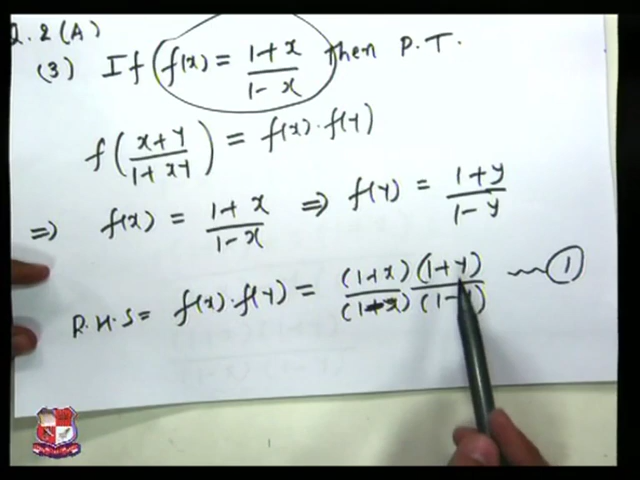 Q.2(A)
(3) If f(x) = 1+x / 1-x then P.T.
f(x+y / 1+xy) = f(x).f(y)
⇒ f(x) = 1+x / 1-x ⇒ f(y) = 1+y / 1-y
R.H.S = f(x).f(y) = (1+x)(1+y) / (1-x)(1-y) ~ (1)